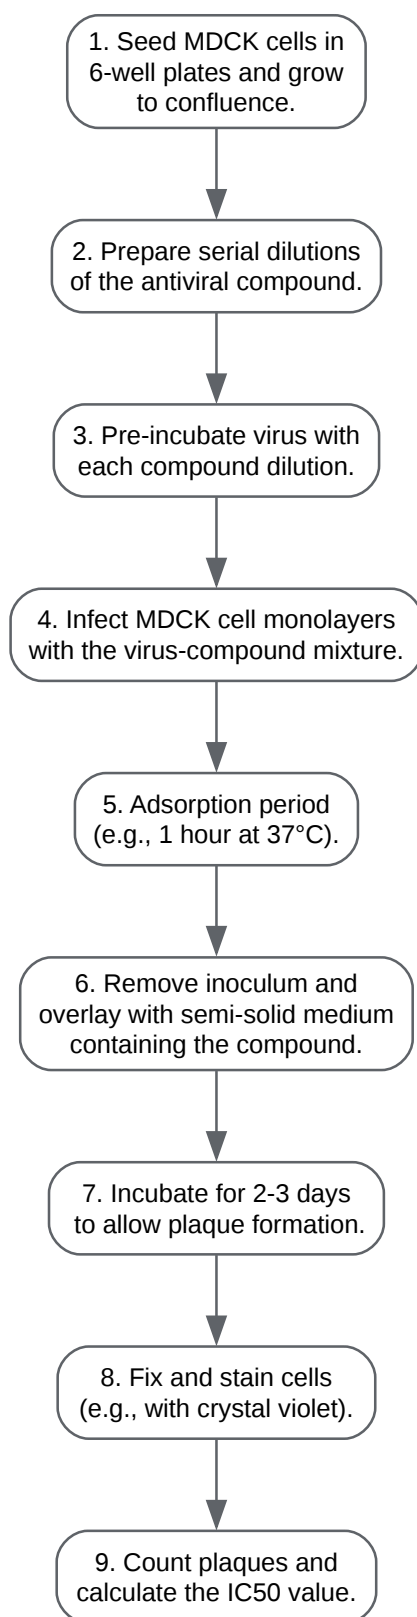 1. Seed MDCK cells in
6-well plates and grow
to confluence.
2. Prepare serial dilutions
of the antiviral compound.
3. Pre-incubate virus with
each compound dilution.
4. Infect MDCK cell monolayers
with the virus-compound mixture.
5. Adsorption period
(e.g., 1 hour at 37°C).
6. Remove inoculum and
overlay with semi-solid medium
containing the compound.
7. Incubate for 2-3 days
to allow plaque formation.
8. Fix and stain cells
(e.g., with crystal violet).
9. Count plaques and
calculate the IC50 value.